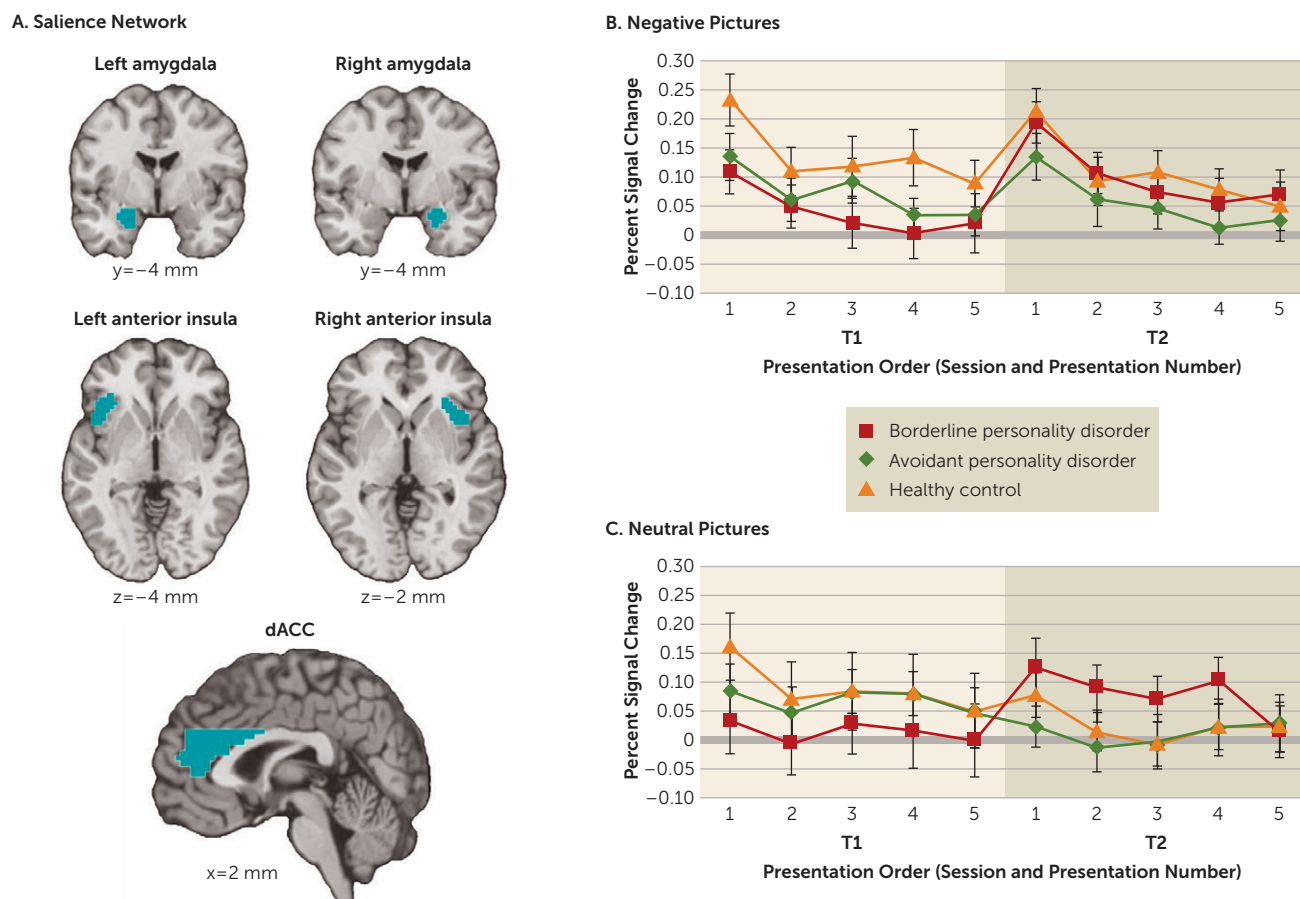 A. Salience Network
Left amygdala
Right amygdala
y=−4 mm
y=−4 mm
Left anterior insula
Right anterior insula
z=−4 mm
z=−2 mm
dACC
x=2 mm
B. Negative Pictures
Percent Signal Change
0.30
0.25
0.20
0.15
0.10
0.05
0
−0.05
−0.10
1 2 3 4 5 1 2 3 4 5
T1 T2
Presentation Order (Session and Presentation Number)
Borderline personality disorder
Avoidant personality disorder
Healthy control
C. Neutral Pictures
Percent Signal Change
0.30
0.25
0.20
0.15
0.10
0.05
0
−0.05
−0.10
1 2 3 4 5 1 2 3 4 5
T1 T2
Presentation Order (Session and Presentation Number)